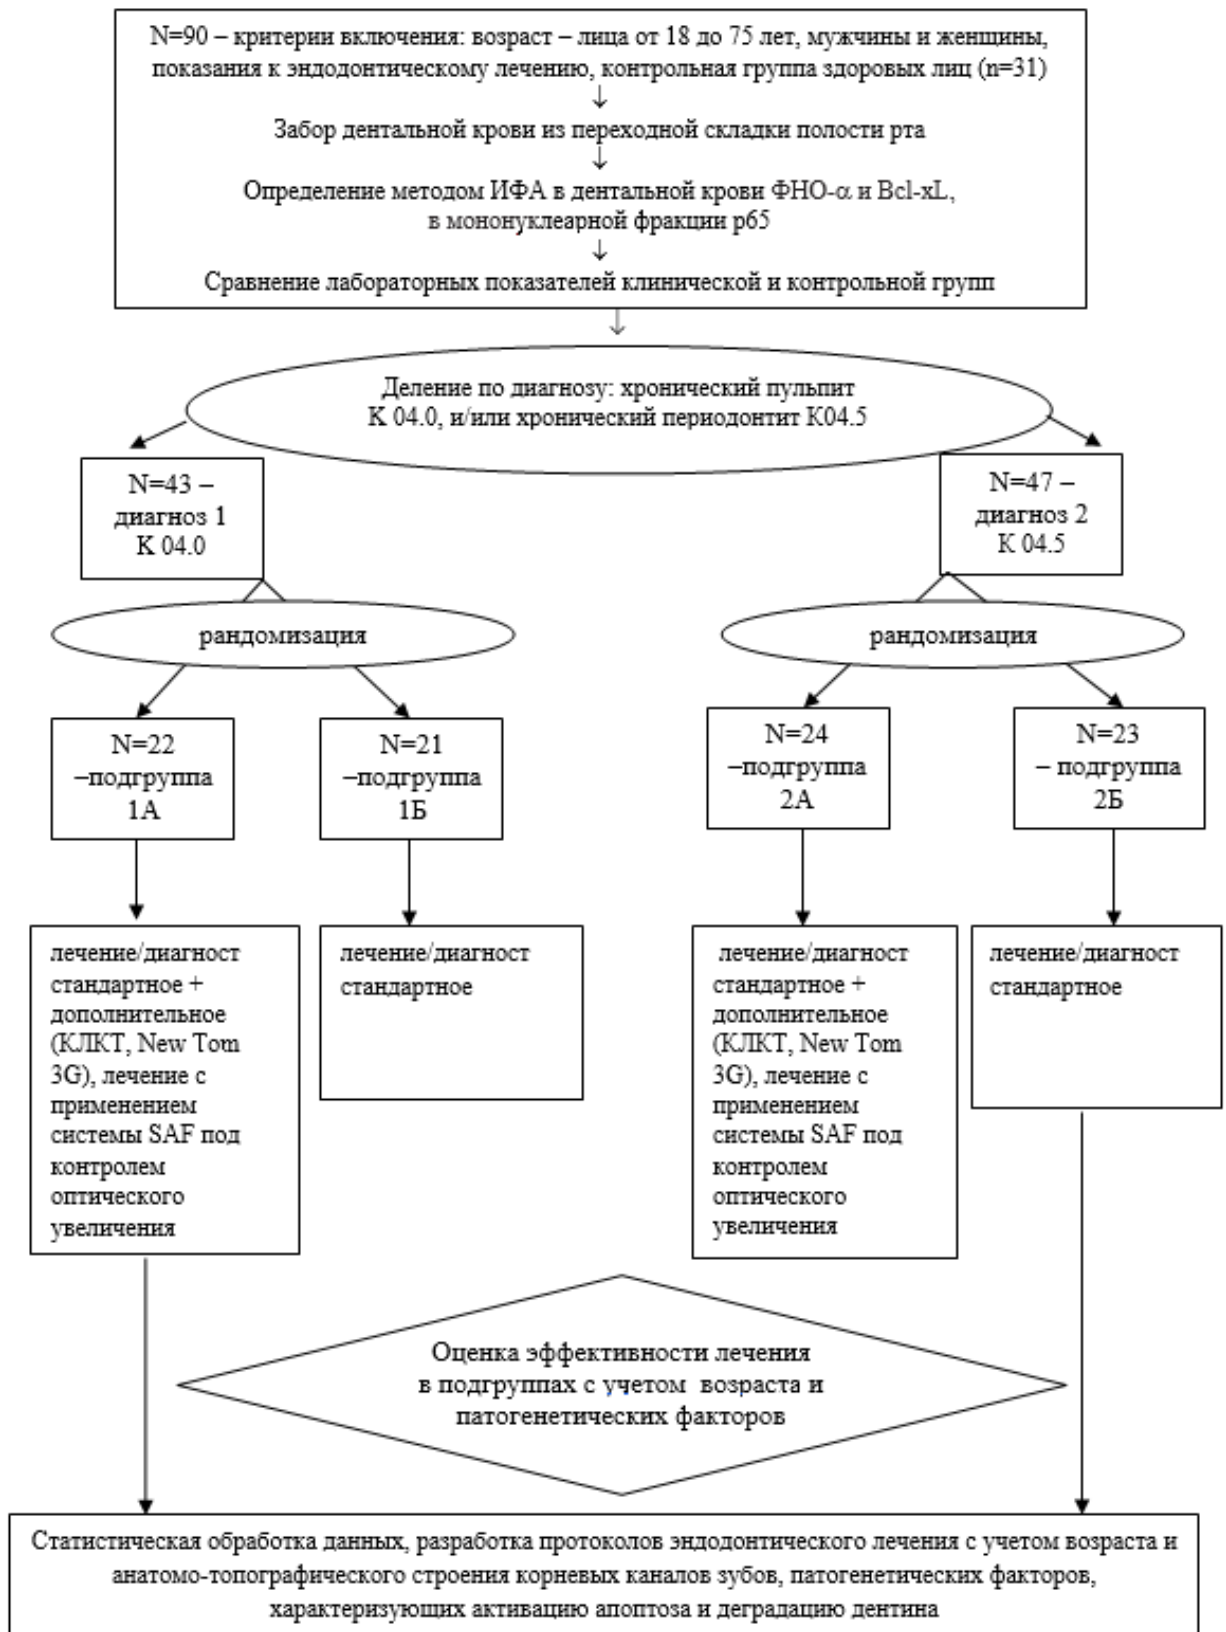 N=90 – критерии включения: возраст – лица от 18 до 75 лет, мужчины и женщины,
показания к эндодонтическому лечению, контрольная группа здоровых лиц (n=31)
↓
Забор дентальной крови из переходной складки полости рта
↓
Определение методом ИФА в дентальной крови ФНО-α и Bcl-xL,
в мононуклеарной фракции p65
↓
Сравнение лабораторных показателей клинической и контрольной групп
Деление по диагнозу: хронический пульпит
К 04.0, и/или хронический периодонтит К04.5
N=43 –
диагноз 1
К 04.0
N=47 –
диагноз 2
К 04.5
рандомизация
рандомизация
N=22
–подгруппа
1А
N=21
–подгруппа
1Б
N=24
–подгруппа
2А
N=23
– подгруппа
2Б
лечение/диагност
стандартное +
дополнительное
(КЛКТ, New Tom
3G), лечение с
применением
системы SAF под
контролем
оптического
увеличения
лечение/диагност
стандартное
лечение/диагност
стандартное +
дополнительное
(КЛКТ, New Tom
3G), лечение с
применением
системы SAF под
контролем
оптического
увеличения
лечение/диагност
стандартное
Оценка эффективности лечения
в подгруппах с учетом возраста и
патогенетических факторов
Статистическая обработка данных, разработка протоколов эндодонтического лечения с учетом возраста и
анатомо-топографического строения корневых каналов зубов, патогенетических факторов,
характеризующих активацию апоптоза и деградацию дентина